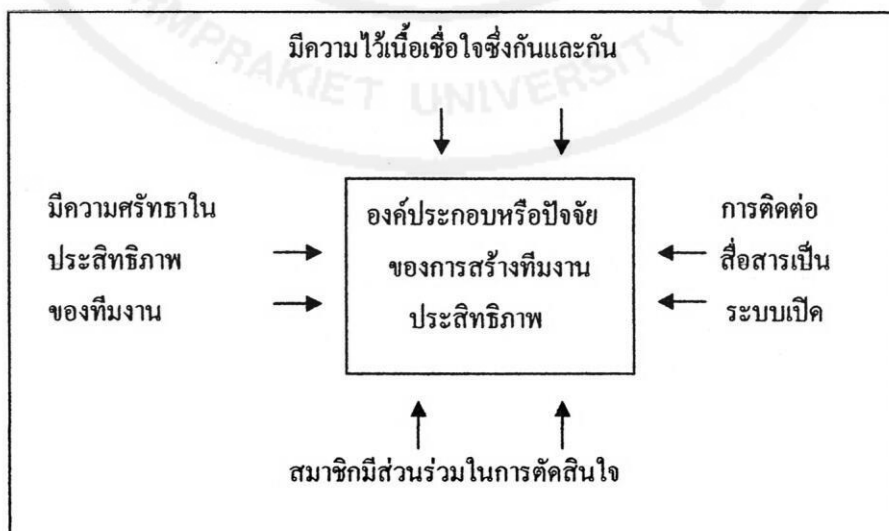 MPRAKIET UNIVERSITY
มีความไว้เนื้อเชื่อใจซึ่งกันและกัน
มีความศรัทธาใน
ประสิทธิภาพ
ของทีมงาน
องค์ประกอบหรือปัจจัย
ของการสร้างทีมงาน
ประสิทธิภาพ
การติดต่อ
สื่อสารเป็น
ระบบเปิด
สมาชิกมีส่วนร่วมในการตัดสินใจ